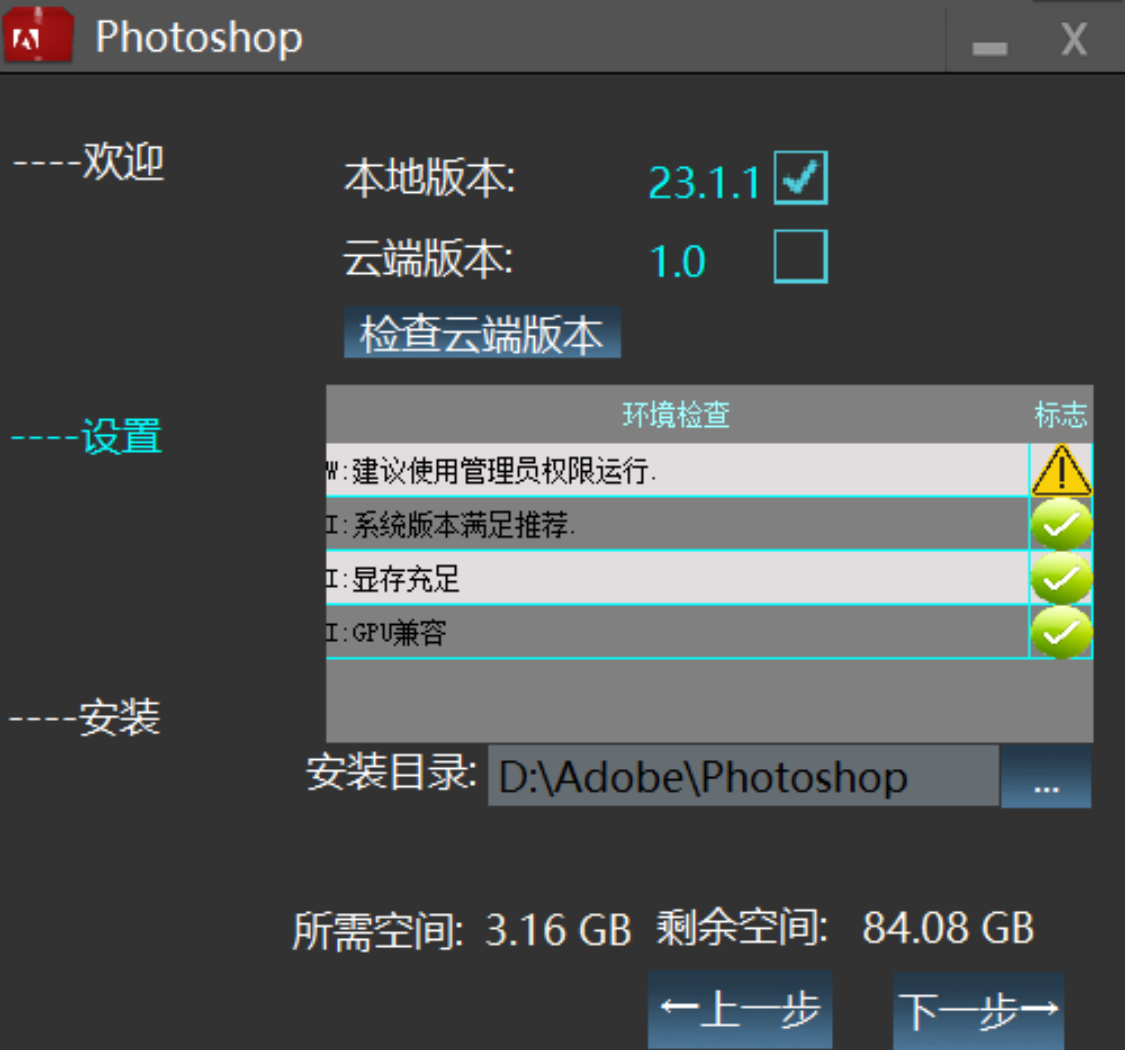 Photoshop
X
----欢迎
本地版本: 23.1.1
云端版本: 1.0
检查云端版本
----设置
环境检查 标志
W:建议使用管理员权限运行.
I:系统版本满足推荐.
I:显存充足
I:GPU兼容
----安装
安装目录: D:\Adobe\Photoshop ...
所需空间: 3.16 GB 剩余空间: 84.08 GB
←上一步 下一步→